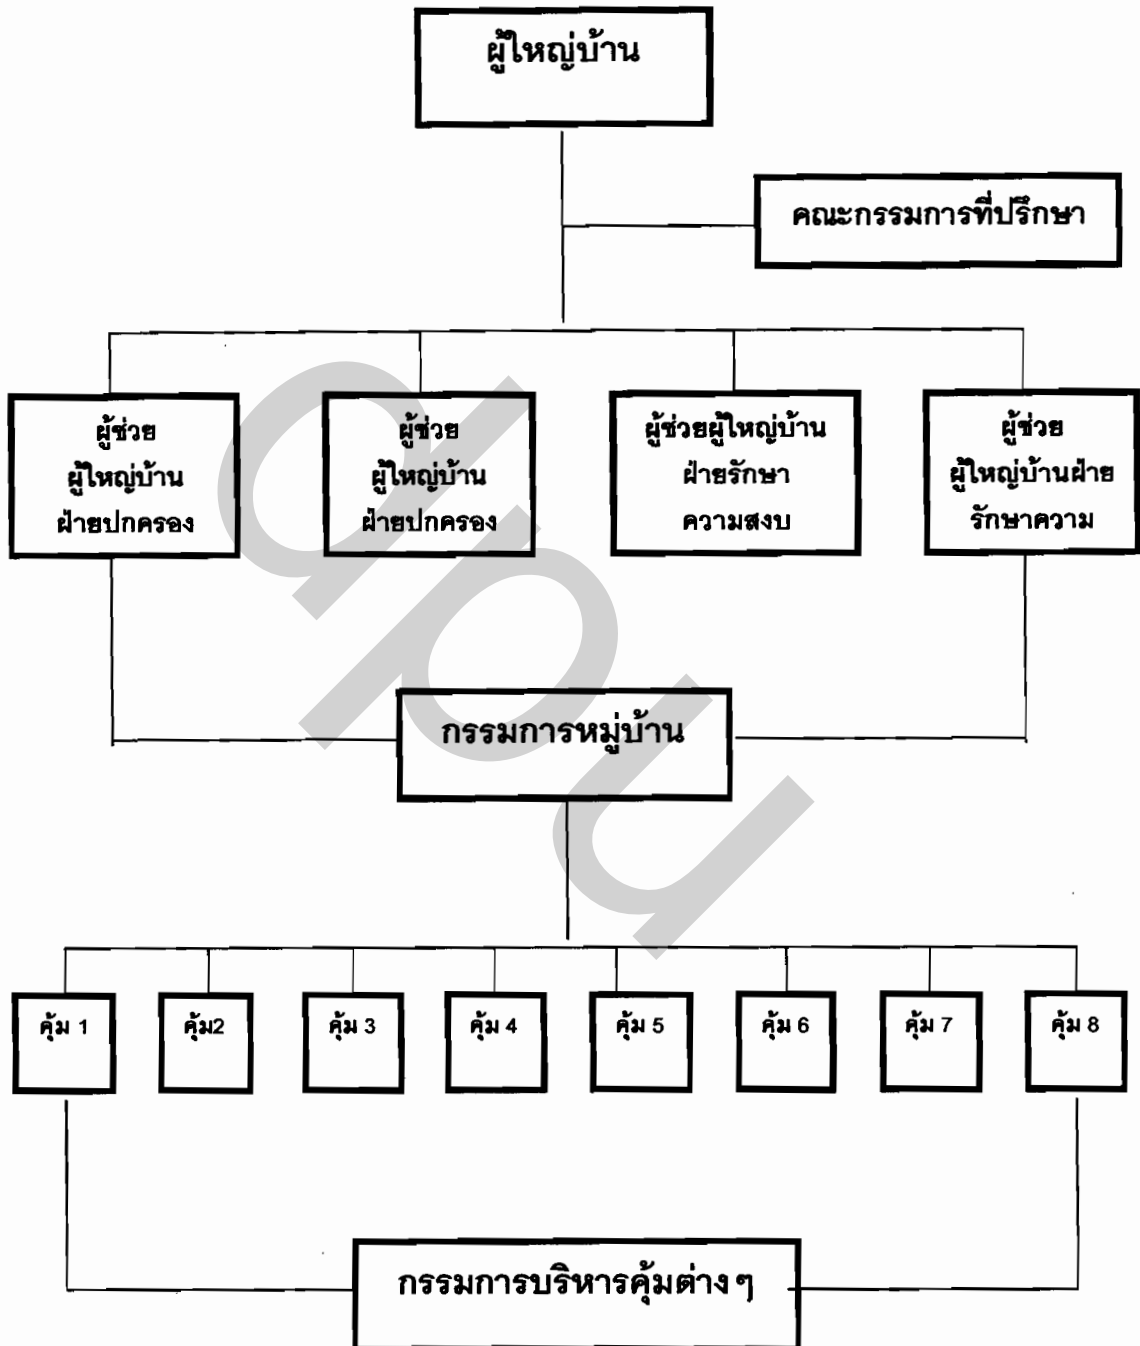 ผู้ใหญ่บ้าน
คณะกรรมการที่ปรึกษา
ผู้ช่วย
ผู้ใหญ่บ้าน
ฝ่ายปกครอง
ผู้ช่วย
ผู้ใหญ่บ้าน
ฝ่ายปกครอง
ผู้ช่วยผู้ใหญ่บ้าน
ฝ่ายรักษา
ความสงบ
ผู้ช่วย
ผู้ใหญ่บ้านฝ่าย
รักษาความ
dpu
กรรมการหมู่บ้าน
คุ้ม 1
คุ้ม2
คุ้ม 3
คุ้ม 4
คุ้ม 5
คุ้ม 6
คุ้ม 7
คุ้ม 8
กรรมการบริหารคุ้มต่างๆ